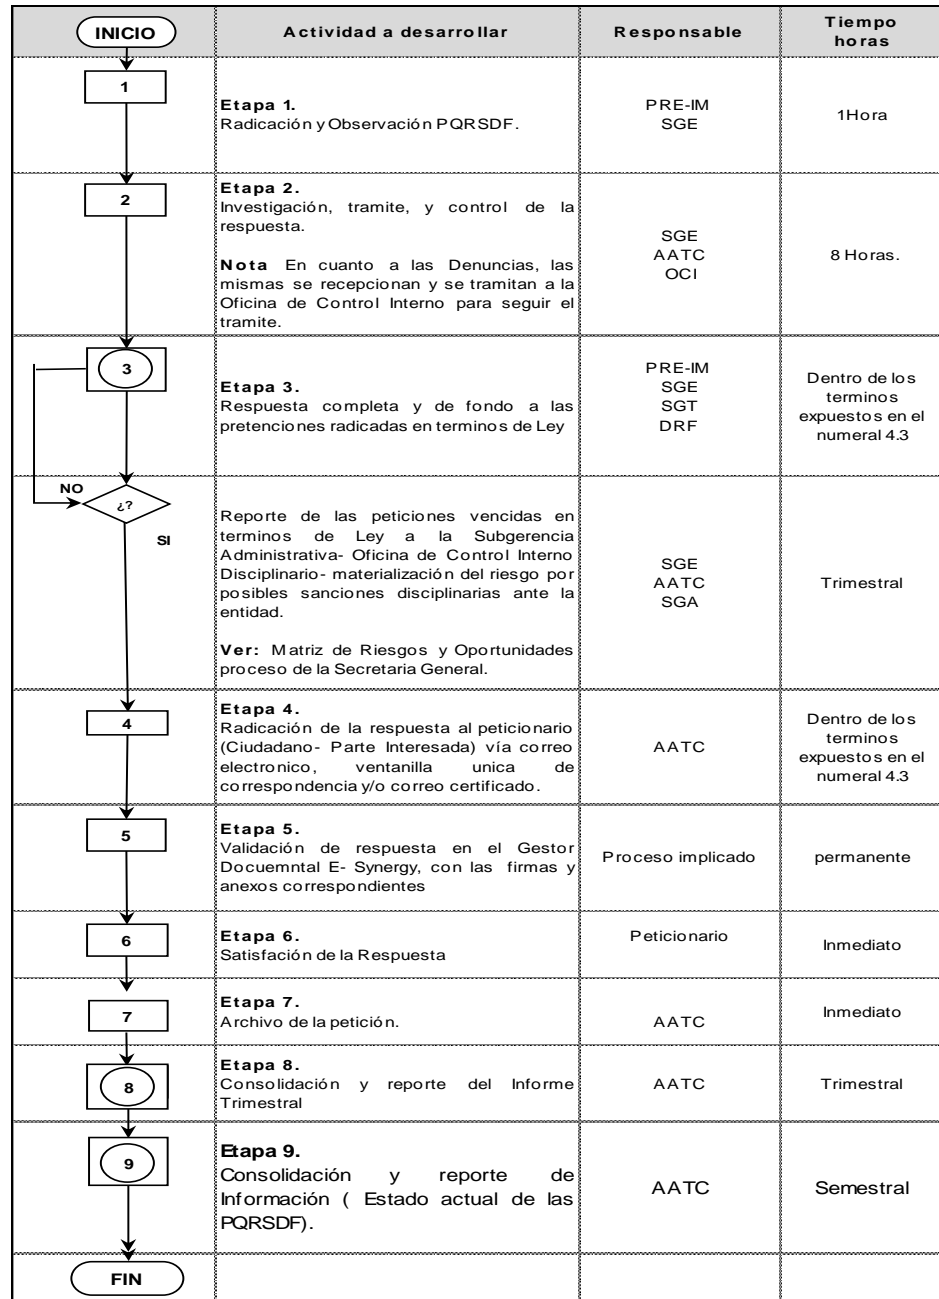 INICIO
Actividad a desarrollar
Responsable
Tiempo
horas
1
Etapa 1.
Radicación y Observación PQRSDF.
PRE-IM
SGE
1Hora
2
Etapa 2.
Investigación, tramite, y control de la
respuesta.
Nota En cuanto a las Denuncias, las
mismas se recepcionan y se tramitan a la
Oficina de Control Interno para seguir el
tramite.
SGE
AATC
OCI
8 Horas.
3
Etapa 3.
Respuesta completa y de fondo a las
pretenciones radicadas en terminos de Ley
PRE-IM
SGE
SGT
DRF
Dentro de los
terminos
expuestos en el
numeral 4.3
NO
¿?
SI
Reporte de las peticiones vencidas en
terminos de Ley a la Subgerencia
Administrativa- Oficina de Control Interno
Disciplinario- materialización del riesgo por
posibles sanciones disciplinarias ante la
entidad.
Ver: Matriz de Riesgos y Oportunidades
proceso de la Secretaria General.
SGE
AATC
SGA
Trimestral
4
Etapa 4.
Radicación de la respuesta al peticionario
(Ciudadano- Parte Interesada) vía correo
electronico, ventanilla unica de
correspondencia y/o correo certificado.
AATC
Dentro de los
terminos
expuestos en el
numeral 4.3
5
Etapa 5.
Validación de respuesta en el Gestor
Docuemntal E- Synergy, con las firmas y
anexos correspondientes
Proceso implicado
permanente
6
Etapa 6.
Satisfación de la Respuesta
Peticionario
Inmediato
7
Etapa 7.
Archivo de la petición.
AATC
Inmediato
8
Etapa 8.
Consolidación y reporte del Informe
Trimestral
AATC
Trimestral
9
Etapa 9.
Consolidación y reporte de
Información ( Estado actual de las
PQRSDF).
AATC
Semestral
FIN